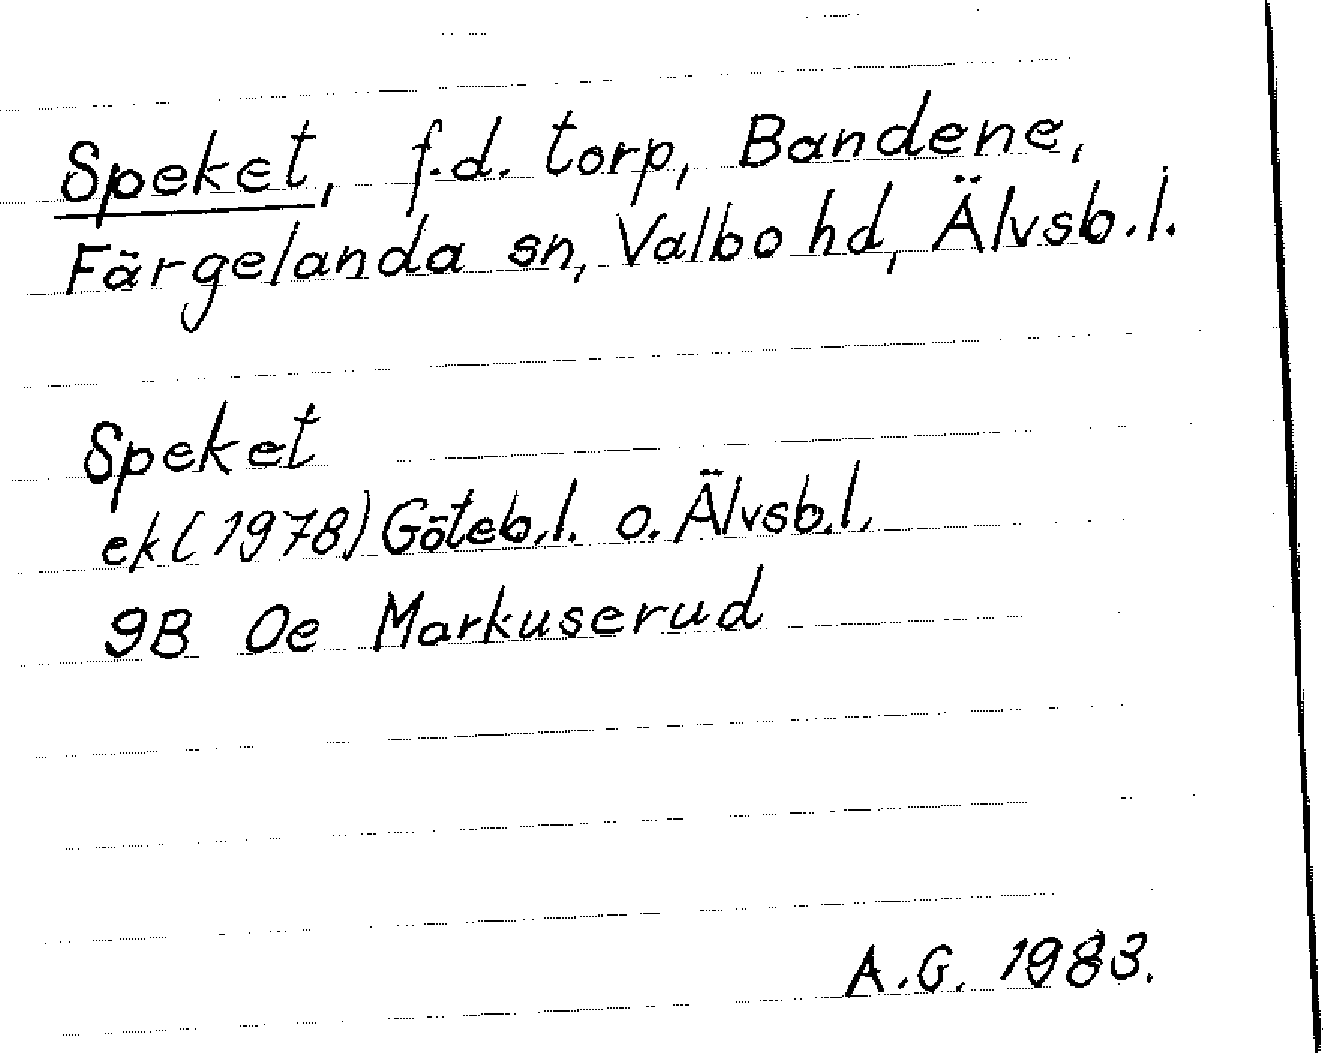 Speket, f.d. torp, Bandene,
Färgelanda sn, Valbo hd, Älvsb.l.
Speket
ek (1978) Göteb.l. o. Älvsb.l.
9B 0e Markuserud
A.G. 1983.